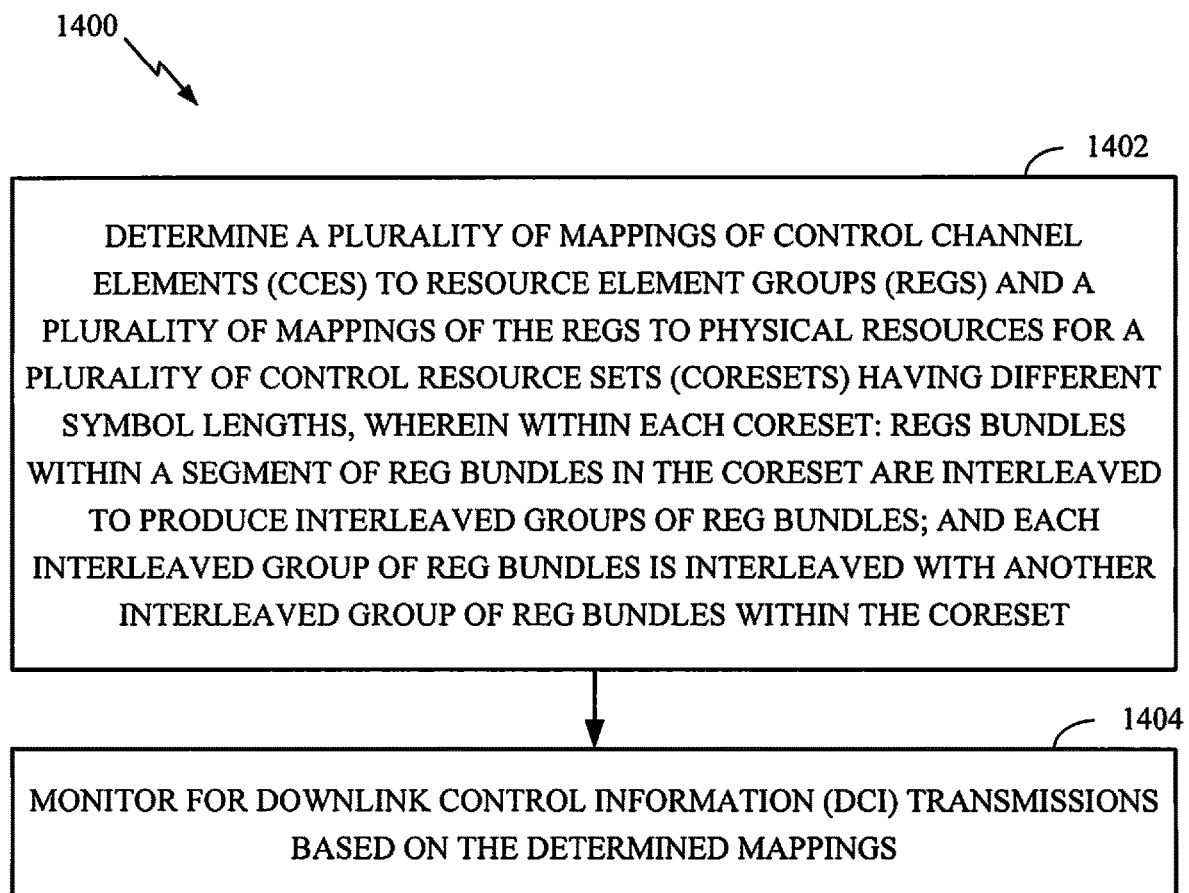 1400
1402
DETERMINE A PLURALITY OF MAPPINGS OF CONTROL CHANNEL
ELEMENTS (CCES) TO RESOURCE ELEMENT GROUPS (REGS) AND A
PLURALITY OF MAPPINGS OF THE REGS TO PHYSICAL RESOURCES FOR A
PLURALITY OF CONTROL RESOURCE SETS (CORESETS) HAVING DIFFERENT
SYMBOL LENGTHS, WHEREIN WITHIN EACH CORESET: REGS BUNDLES
WITHIN A SEGMENT OF REG BUNDLES IN THE CORESET ARE INTERLEAVED
TO PRODUCE INTERLEAVED GROUPS OF REG BUNDLES; AND EACH
INTERLEAVED GROUP OF REG BUNDLES IS INTERLEAVED WITH ANOTHER
INTERLEAVED GROUP OF REG BUNDLES WITHIN THE CORESET
1404
MONITOR FOR DOWNLINK CONTROL INFORMATION (DCI) TRANSMISSIONS
BASED ON THE DETERMINED MAPPINGS